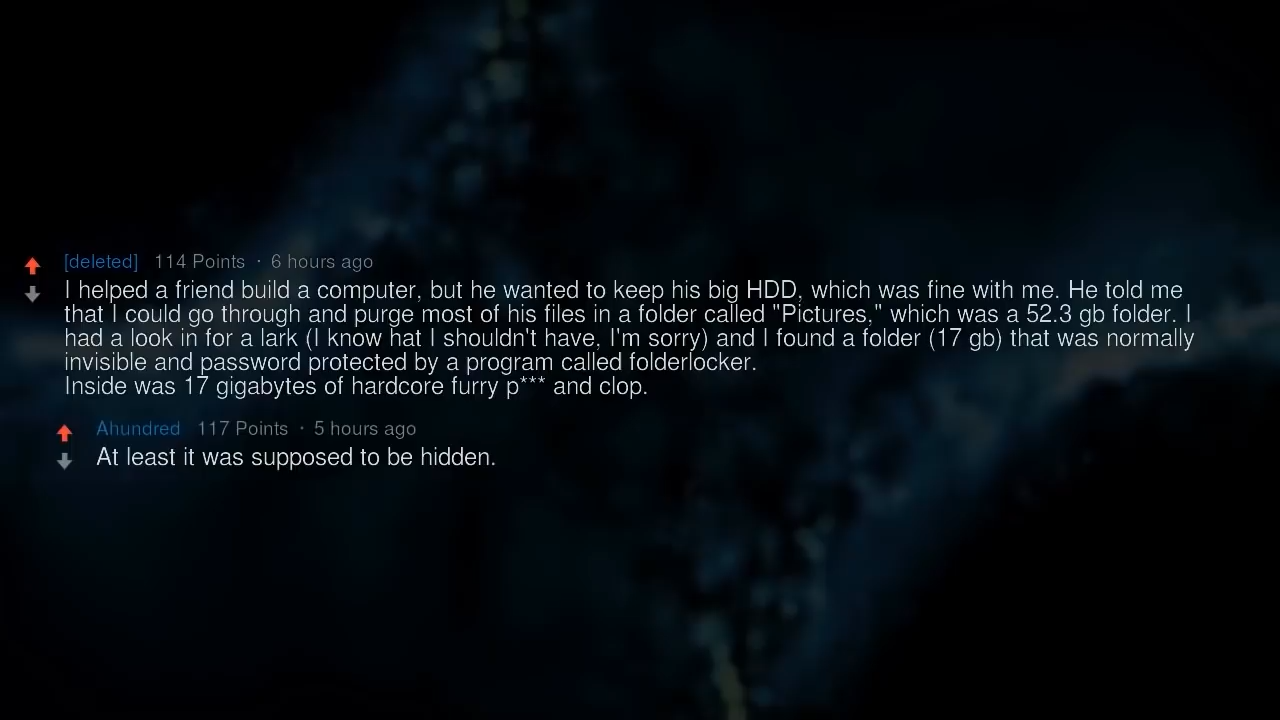 [deleted] 114 Points · 6 hours ago
I helped a friend build a computer, but he wanted to keep his big HDD, which was fine with me. He told me
that I could go through and purge most of his files in a folder called "Pictures," which was a 52.3 gb folder. I
had a look in for a lark (I know hat I shouldn't have, I'm sorry) and I found a folder (17 gb) that was normally
invisible and password protected by a program called folderlocker.
Inside was 17 gigabytes of hardcore furry p*** and clop.
Ahundred 117 Points · 5 hours ago
At least it was supposed to be hidden.